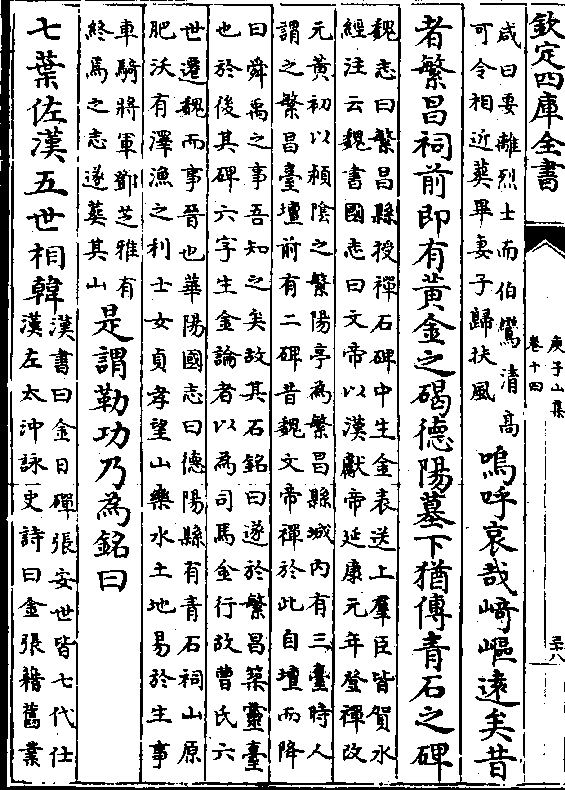 欽定四庫全書
庾子山集
卷十四
三十八
咸曰要離烈士而伯鸞清高
可令相近葬畢妻子歸扶風
嗚呼哀哉崎嶇遠矣昔
者繁昌祠前即有黃金之碣德陽墓下猶傳青石之碑
魏志曰繁昌縣授禪石碑中生金表送上羣臣皆賀水
經注云魏書國志曰文帝以漢獻帝延康元年登禪改
元黃初以潁陰之繁陽亭為繁昌縣城内有三臺時人
謂之繁昌臺壇前有二碑昔魏文帝禪於此自壇而降
曰舜禹之事吾知之矣故其石銘曰遂於繁昌築靈臺
也於後其碑六字生金論者以為司馬金行故曹氏六
世遷魏而事晉也華陽國志曰德陽縣有青石祠山原
肥沃有澤漁之利士女貞孝望山樂水土地易於生事
車騎將軍鄧芝雅有
終焉之志遂葬其山
是謂勒功乃為銘曰
七葉佐漢五世相韓
漢書曰金日磾張安世皆七代仕
漢左太沖詠史詩曰金張籍舊業